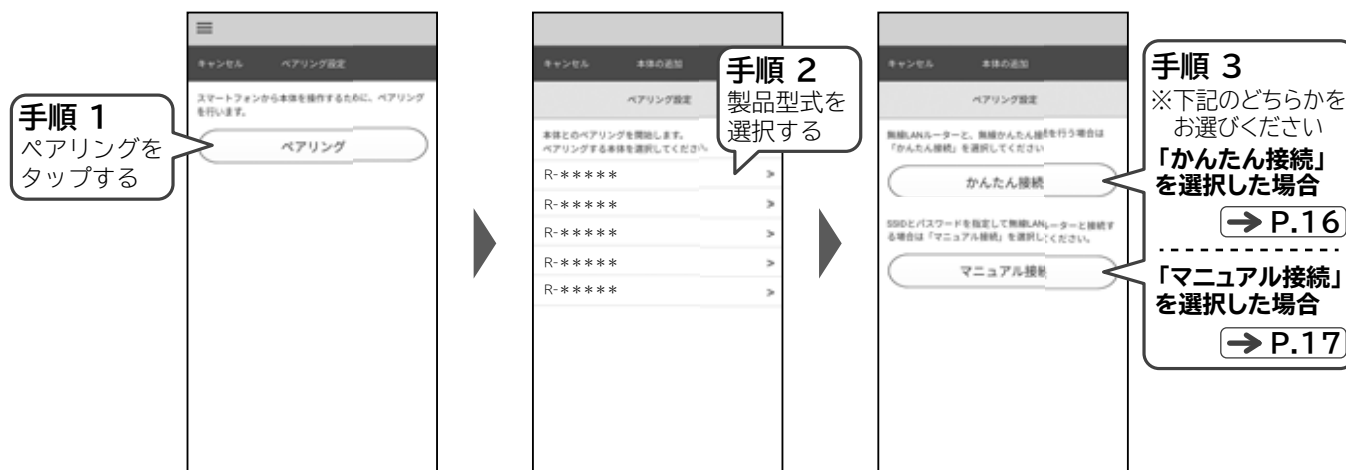 手順 1
ペアリングを
タップする
キャンセル ペアリング設定
スマートフォンから本体を操作するために、ペアリング
を行います。
ペアリング
手順 2
製品型式を
選択する
キャンセル 本体の追加
ペアリング設定
本体とのペアリングを開始します。
ペアリングする本体を選択してください
R-*****
R-*****
R-*****
R-*****
R-*****
キャンセル 本体の追加
ペアリング設定
無線LANルーターと、無線かんたん接続を行う場合は
「かんたん接続」を選択してください
かんたん接続
SSIDとパスワードを指定して無線LANルーターと接続す
る場合は「マニュアル接続」を選択してください。
マニュアル接続
手順 3
※下記のどちらかを
お選びください
「かんたん接続」
を選択した場合
➔ P.16
「マニュアル接続」
を選択した場合
➔ P.17